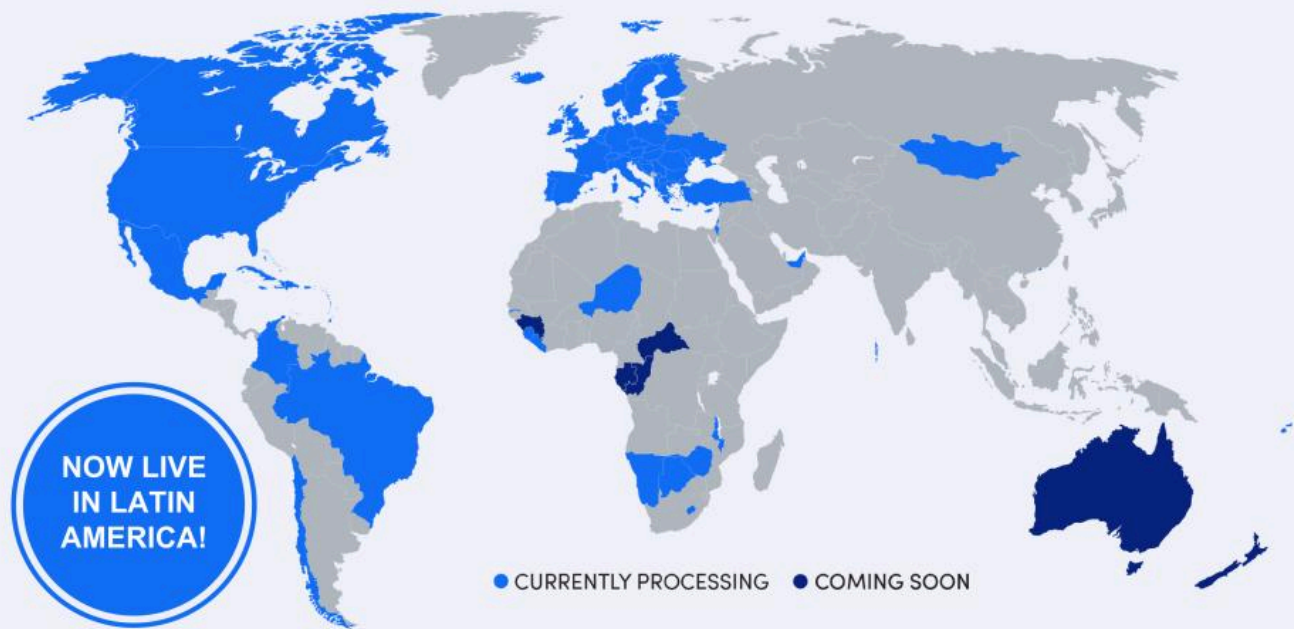 NOW LIVE
IN LATIN
AMERICA!
CURRENTLY PROCESSING
COMING SOON